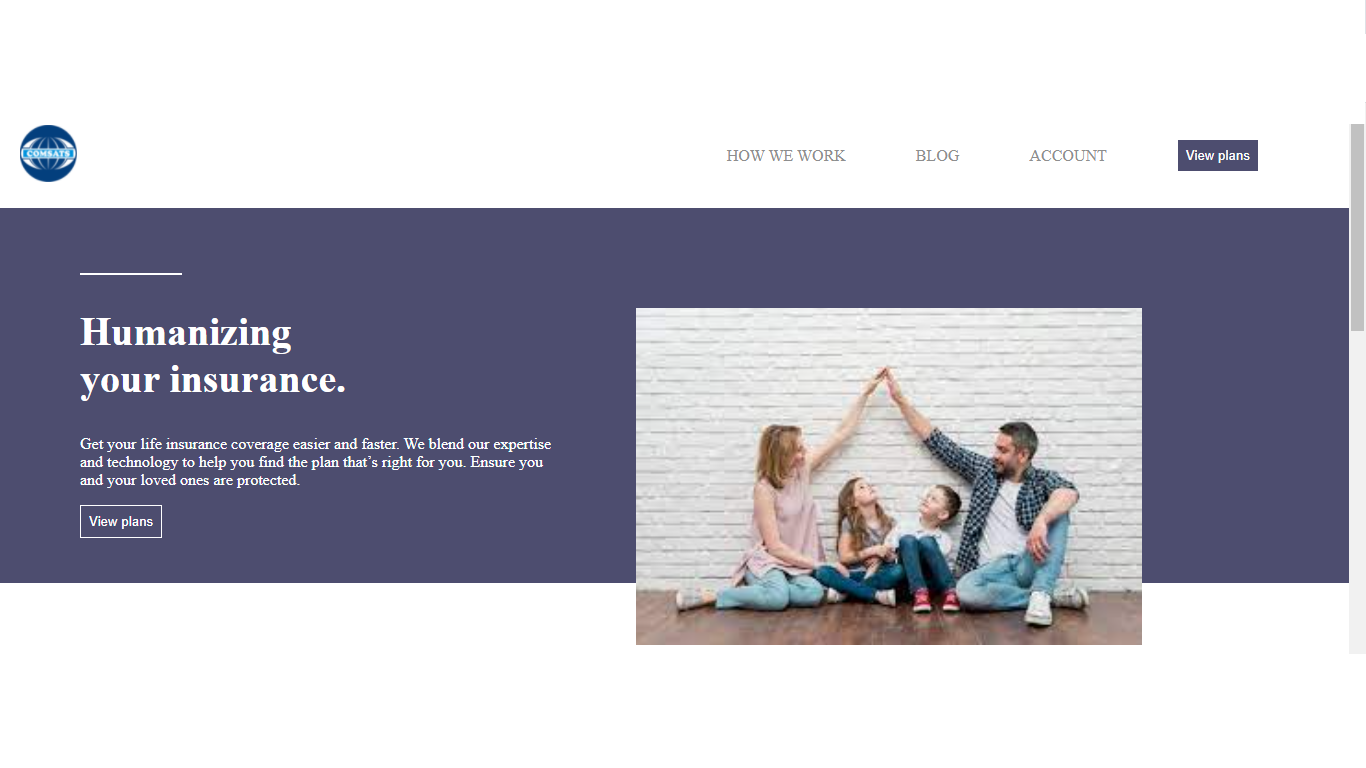 COMSATS
HOW WE WORK
BLOG
ACCOUNT
View plans
Humanizing
your insurance.
Get your life insurance coverage easier and faster. We blend our expertise
and technology to help you find the plan that’s right for you. Ensure you
and your loved ones are protected.
View plans